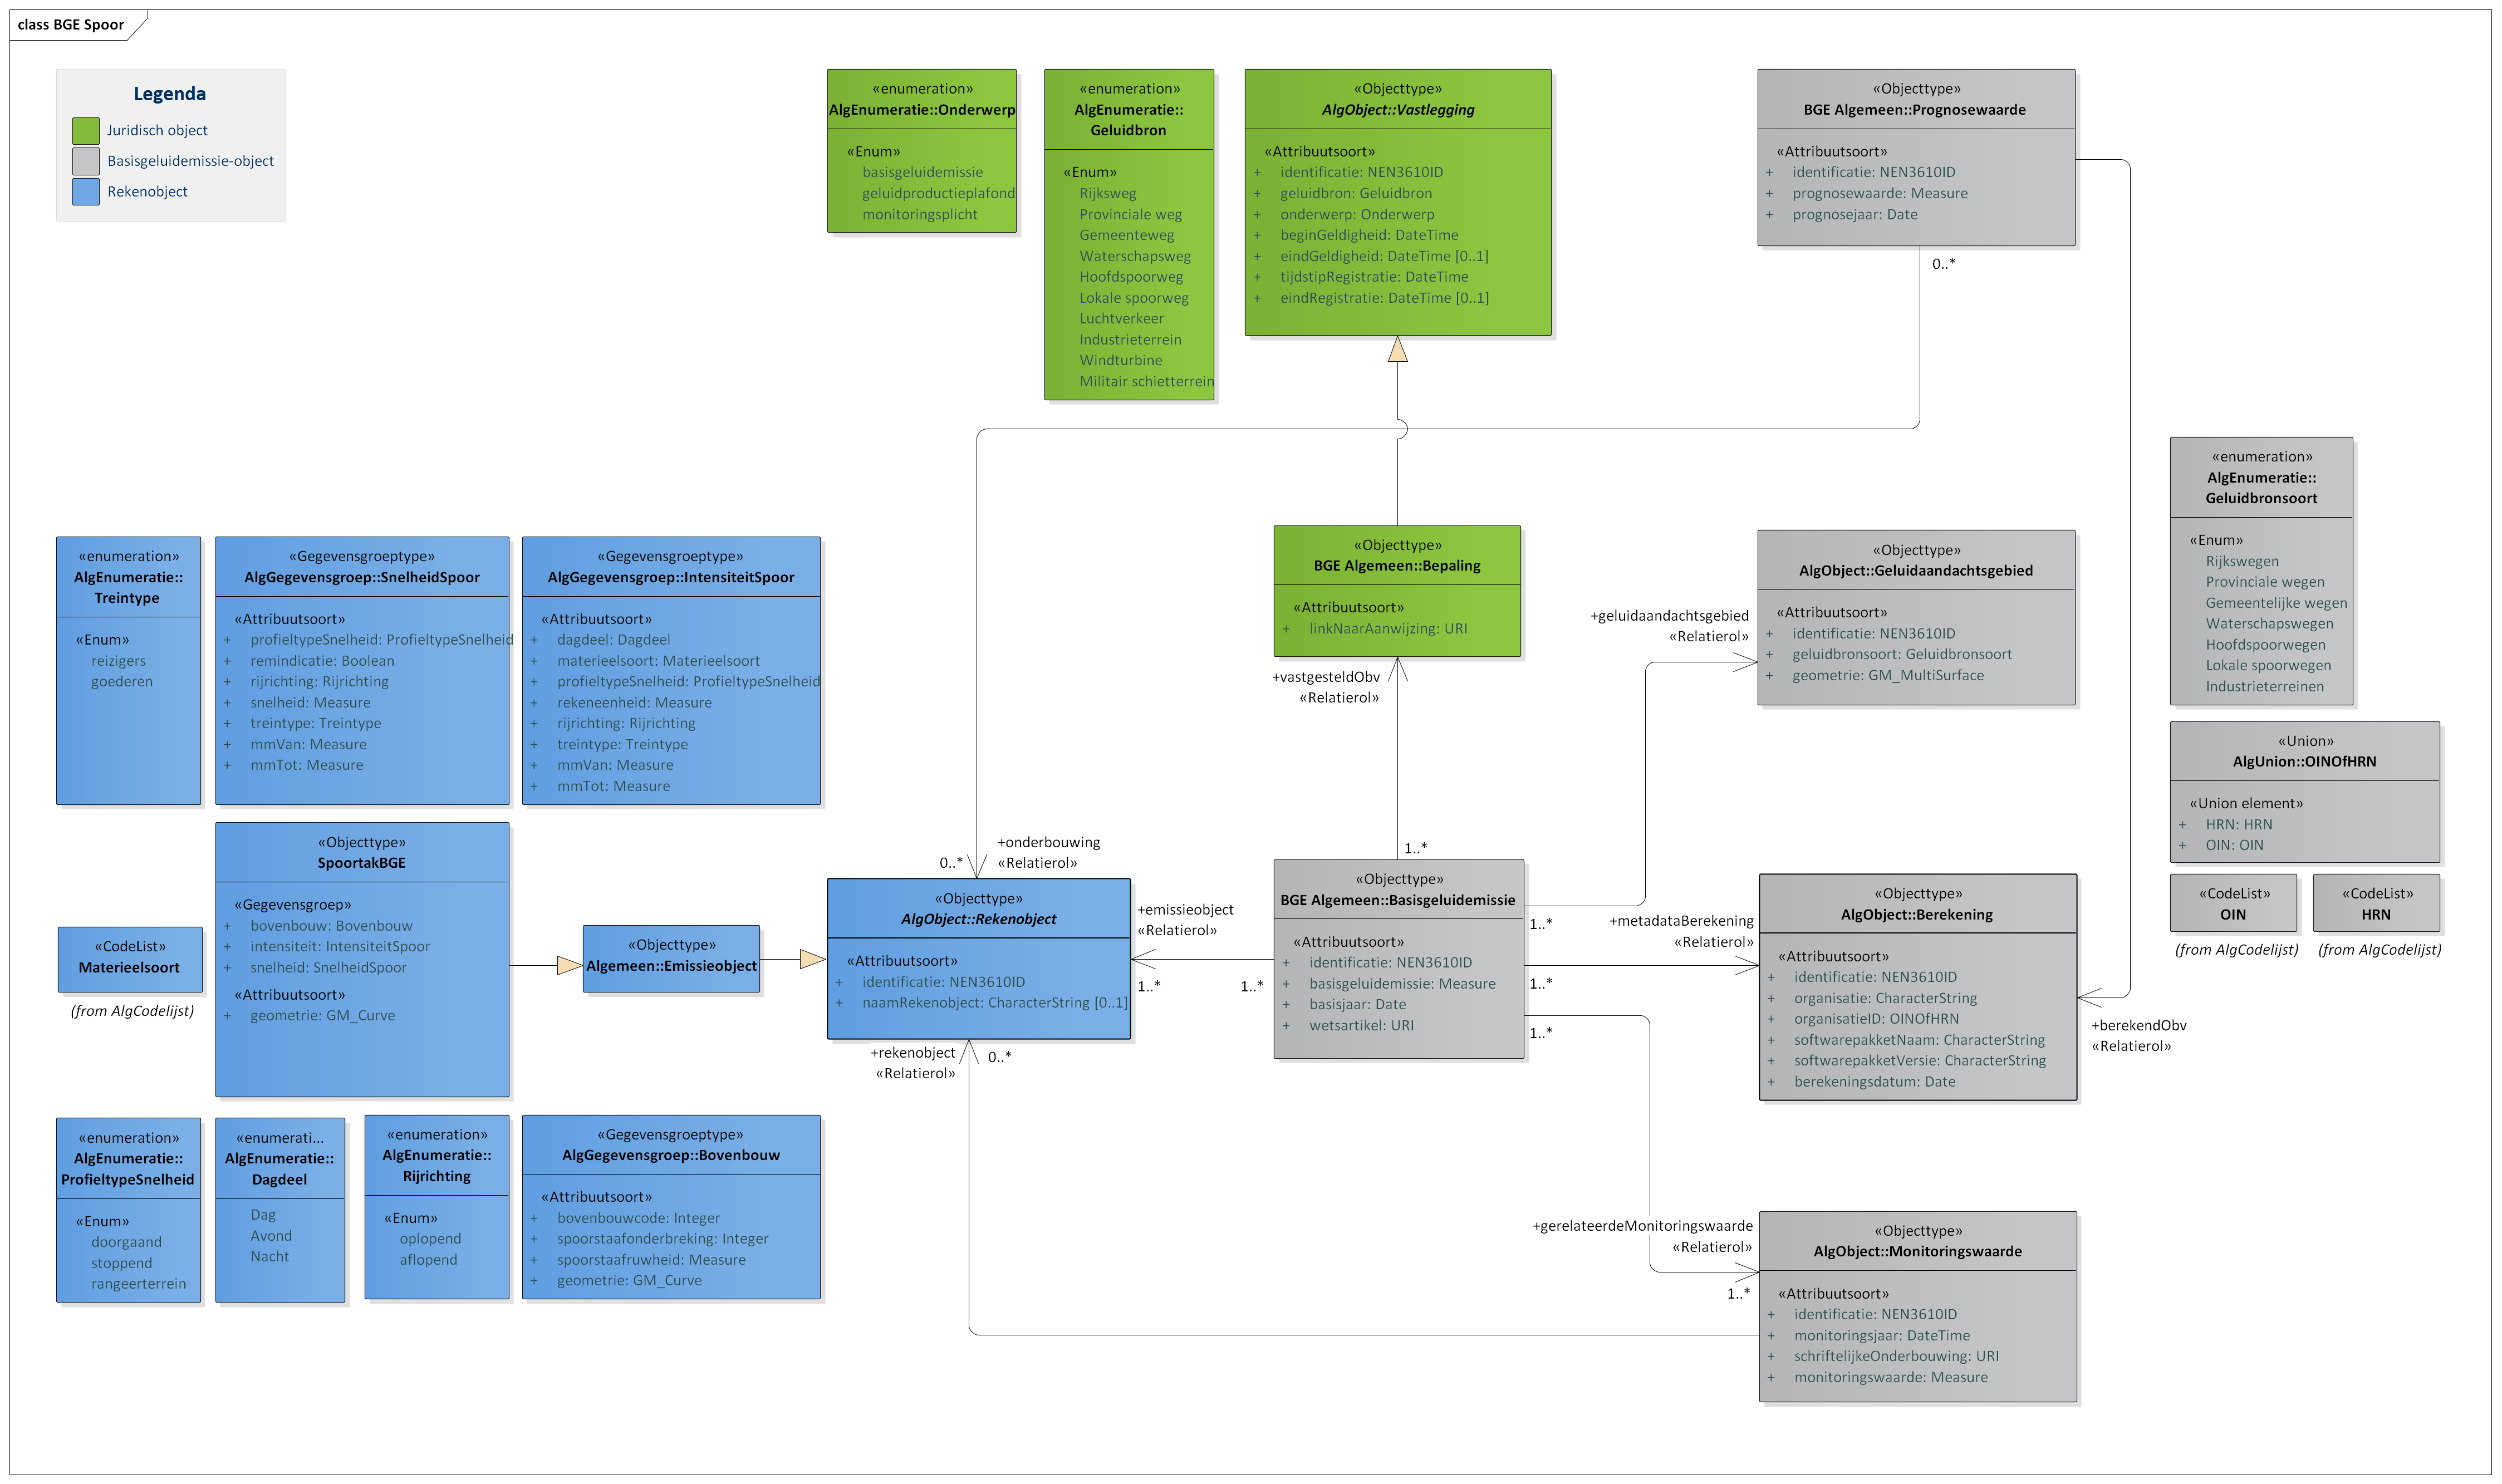 class BGE Spoor
Legenda
Juridisch object
Basisgeluidemissie-object
Rekenobject
«enumeration»
AlgEnumeratie::Onderwerp
«Enum»
basisgeluidemissie
geluidproductieplafond
monitoringsplicht
«enumeration»
AlgEnumeratie::
Geluidbron
«Enum»
Rijksweg
Provinciale weg
Gemeenteweg
Waterschapsweg
Hoofdspoorweg
Lokale spoorweg
Luchtverkeer
Industrieterrein
Windturbine
Militair schietterrein
«Objecttype»
AlgObject::Vastlegging
«Attribuutsoort»
+ identificatie: NEN3610ID
+ geluidbron: Geluidbron
+ onderwerp: Onderwerp
+ beginGeldigheid: DateTime
+ eindGeldigheid: DateTime [0..1]
+ tijdstipRegistratie: DateTime
+ eindRegistratie: DateTime [0..1]
«Objecttype»
BGE Algemeen::Prognosewaarde
«Attribuutsoort»
+ identificatie: NEN3610ID
+ prognosewaarde: Measure
+ prognosejaar: Date
0..*
«enumeration»
AlgEnumeratie::
Geluidbronsoort
«Enum»
Rijkswegen
Provinciale wegen
Gemeentelijke wegen
Waterschapswegen
Hoofdspoorwegen
Lokale spoorwegen
Industrieterreinen
«enumeration»
AlgEnumeratie::
Treintype
«Enum»
reizigers
goederen
«Gegevensgroeptype»
AlgGegevensgroep::SnelheidSpoor
«Attribuutsoort»
+ profieltypeSnelheid: ProfieltypeSnelheid
+ remindicatie: Boolean
+ rijrichting: Rijrichting
+ snelheid: Measure
+ treintype: Treintype
+ mmVan: Measure
+ mmTot: Measure
«Gegevensgroeptype»
AlgGegevensgroep::IntensiteitSpoor
«Attribuutsoort»
+ dagdeel: Dagdeel
+ materieelsoort: Materieelsoort
+ profieltypeSnelheid: ProfieltypeSnelheid
+ rekeneenheid: Measure
+ rijrichting: Rijrichting
+ treintype: Treintype
+ mmVan: Measure
+ mmTot: Measure
«Objecttype»
BGE Algemeen::Bepaling
«Attribuutsoort»
+ linkNaarAanwijzing: URI
+vastgesteldObv
«Relatierol»
1..*
«Objecttype»
AlgObject::Geluidaandachtsgebied
«Attribuutsoort»
+ identificatie: NEN3610ID
+ geluidbronsoort: Geluidbronsoort
+ geometrie: GM_MultiSurface
+geluidaandachtsgebied
«Relatierol»
«Union»
AlgUnion::OINOfHRN
«Union element»
+ HRN: HRN
+ OIN: OIN
«CodeList»
OIN
(from AlgCodelijst)
«CodeList»
HRN
(from AlgCodelijst)
«Objecttype»
SpoortakBGE
«Gegevensgroep»
+ bovenbouw: Bovenbouw
+ intensiteit: IntensiteitSpoor
+ snelheid: SnelheidSpoor
«Attribuutsoort»
+ geometrie: GM_Curve
«CodeList»
Materieelsoort
(from AlgCodelijst)
«Objecttype»
Algemeen::Emissieobject
+onderbouwing
0..*
«Relatierol»
«Objecttype»
AlgObject::Rekenobject
«Attribuutsoort»
+ identificatie: NEN3610ID
+ naamRekenobject: CharacterString [0..1]
+emissieobject
«Relatierol»
1..*
1..*
+rekenobject
«Relatierol»
0..*
«Objecttype»
BGE Algemeen::Basisgeluidemissie
«Attribuutsoort»
+ identificatie: NEN3610ID
+ basisgeluidemissie: Measure
+ basisjaar: Date
+ wetsartikel: URI
1..*
+metadataBerekening
«Relatierol»
1..*
1..*
«Objecttype»
AlgObject::Berekening
«Attribuutsoort»
+ identificatie: NEN3610ID
+ organisatie: CharacterString
+ organisatieID: OINOfHRN
+ softwarepakketNaam: CharacterString
+ softwarepakketVersie: CharacterString
+ berekeningsdatum: Date
+berekendObv
«Relatierol»
«enumeration»
AlgEnumeratie::
ProfieltypeSnelheid
«Enum»
doorgaand
stoppend
rangeerterrein
«enumerati...
AlgEnumeratie::
Dagdeel
Dag
Avond
Nacht
«enumeration»
AlgEnumeratie::
Rijrichting
«Enum»
oplopend
aflopend
«Gegevensgroeptype»
AlgGegevensgroep::Bovenbouw
«Attribuutsoort»
+ bovenbouwcode: Integer
+ spoorstaafonderbreking: Integer
+ spoorstaafruwheid: Measure
+ geometrie: GM_Curve
+gerelateerdeMonitoringswaarde
«Relatierol»
1..*
«Objecttype»
AlgObject::Monitoringswaarde
«Attribuutsoort»
+ identificatie: NEN3610ID
+ monitoringsjaar: DateTime
+ schriftelijkeOnderbouwing: URI
+ monitoringswaarde: Measure